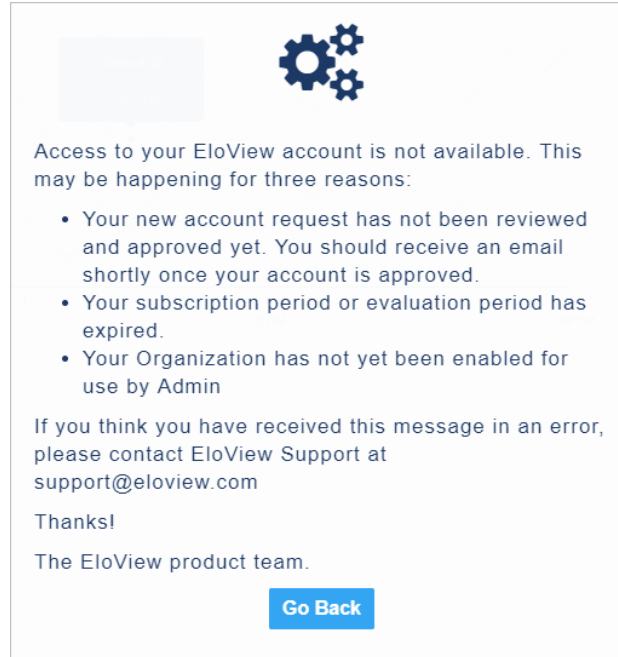 Access to your EloView account is not available. This
may be happening for three reasons:
• Your new account request has not been reviewed
and approved yet. You should receive an email
shortly once your account is approved.
• Your subscription period or evaluation period has
expired.
• Your Organization has not yet been enabled for
use by Admin
If you think you have received this message in an error,
please contact EloView Support at
support@eloview.com
Thanks!
The EloView product team.
Go Back